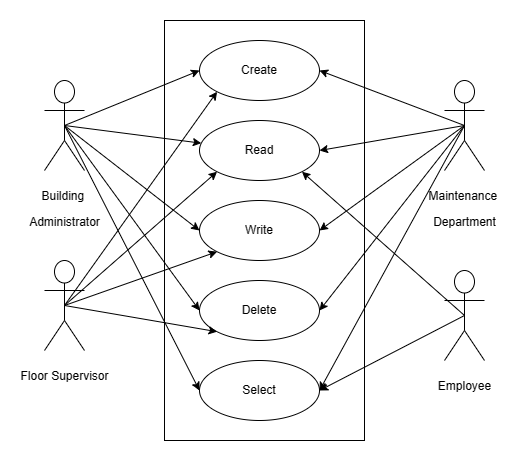 Create
Read
Building
Administrator
Maintenance
Department
Write
Delete
Floor Supervisor
Select
Employee